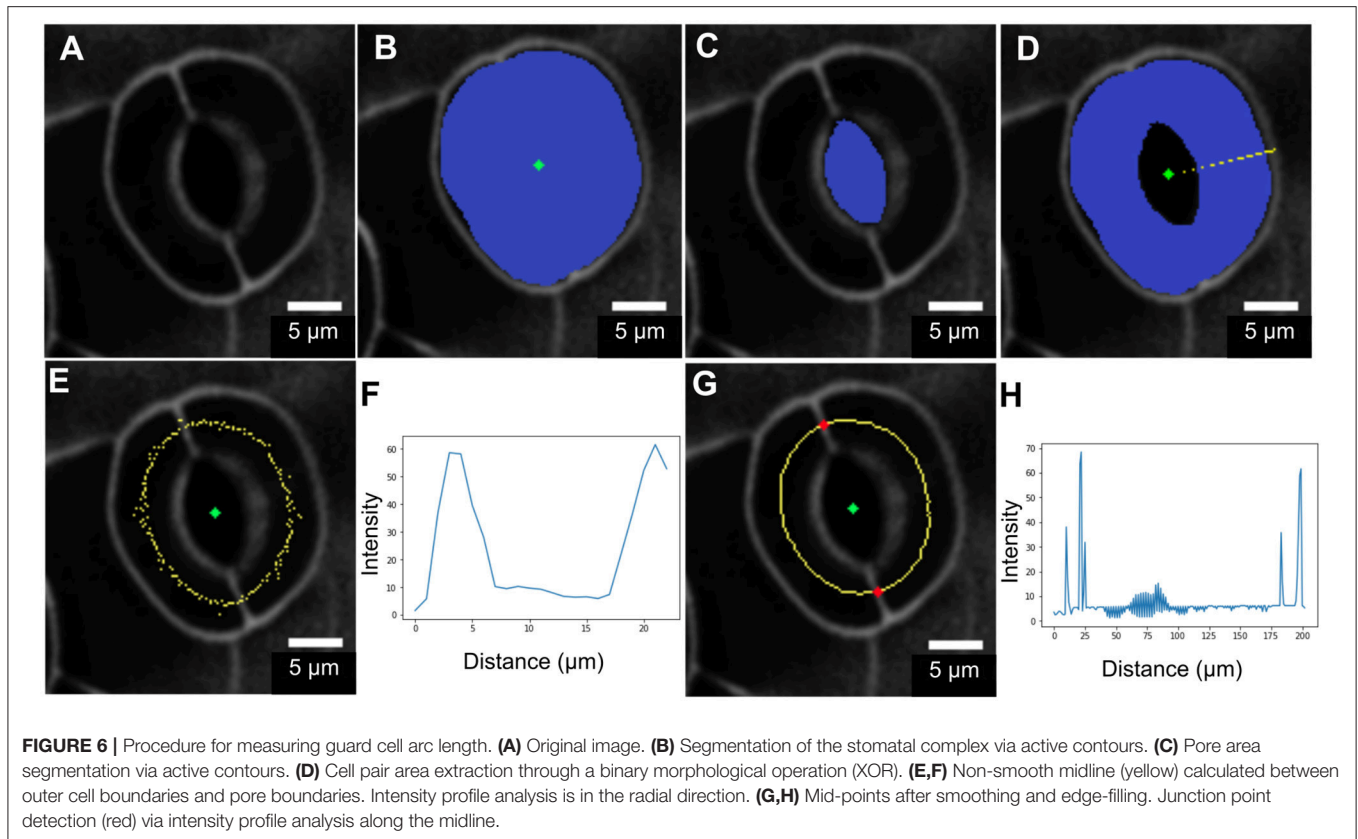 A
B
C
D
5 µm
5 µm
5 µm
5 µm
E
F
G
H
5 µm
Intensity
60
50
40
30
20
10
0
0
5
10
15
20
Distance (µm)
5 µm
Intensity
70
60
50
40
30
20
10
0
0
25
50
75
100
125
150
175
200
Distance (µm)
FIGURE 6 | Procedure for measuring guard cell arc length. (A) Original image. (B) Segmentation of the stomatal complex via active contours. (C) Pore area
segmentation via active contours. (D) Cell pair area extraction through a binary morphological operation (XOR). (E,F) Non-smooth midline (yellow) calculated between
outer cell boundaries and pore boundaries. Intensity profile analysis is in the radial direction. (G,H) Mid-points after smoothing and edge-filling. Junction point
detection (red) via intensity profile analysis along the midline.